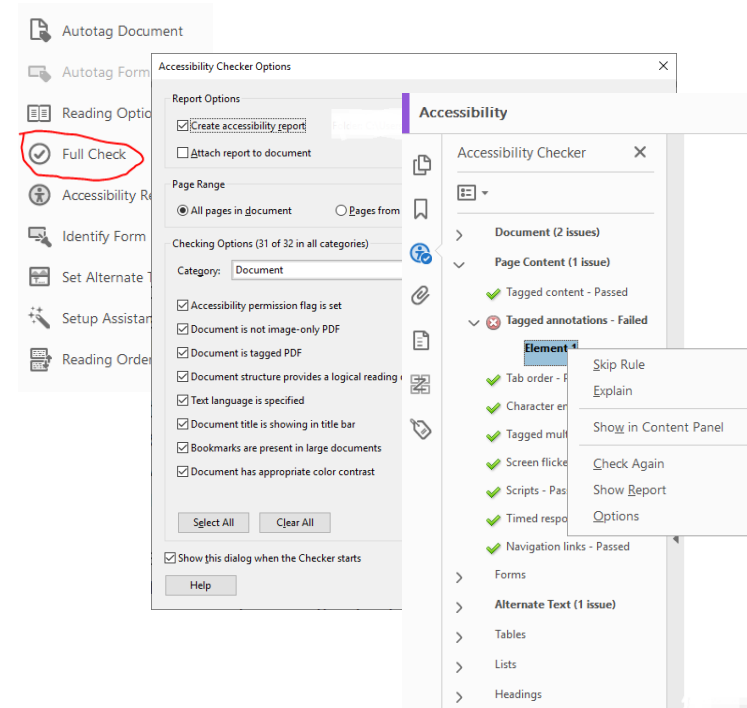 Autotag Document
Autotag Form
Reading Optio
Full Check
Accessibility Re
Identify Form
Set Alternate T
Setup Assistan
Reading Order
Accessibility Checker Options
Report Options
Create accessibility report
Attach report to document
Page Range
All pages in document
Pages from
Checking Options (31 of 32 in all categories)
Category: Document
Accessibility permission flag is set
Document is not image-only PDF
Document is tagged PDF
Document structure provides a logical reading
Text language is specified
Document title is showing in title bar
Bookmarks are present in large documents
Document has appropriate color contrast
Select All
Clear All
Show this dialog when the Checker starts
Help
Accessibility
Accessibility Checker
Document (2 issues)
Page Content (1 issue)
Tagged content - Passed
Tagged annotations - Failed
Element 1
Tab order - P
Character en
Tagged mult
Screen flicke
Scripts - Pas
Timed respo
Navigation links - Passed
Forms
Alternate Text (1 issue)
Tables
Lists
Headings
Skip Rule
Explain
Show in Content Panel
Check Again
Show Report
Options